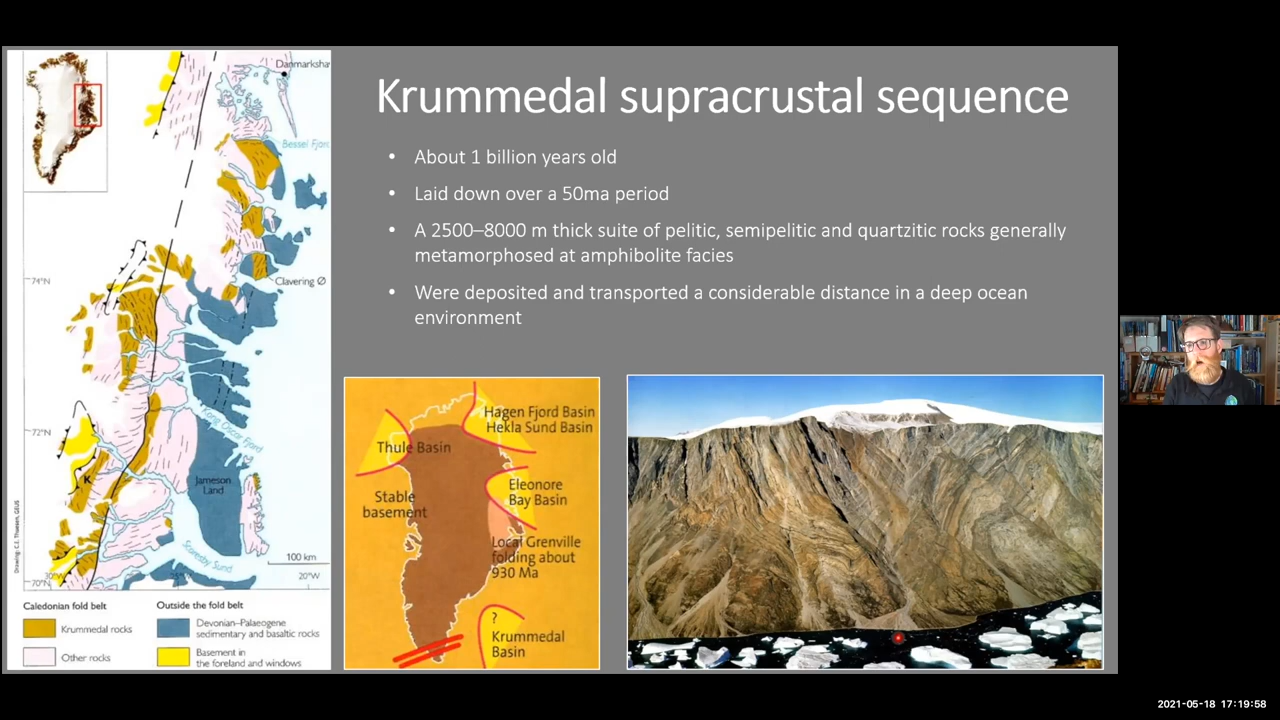 Krummedal supracrustal sequence
• About 1 billion years old
• Laid down over a 50ma period
• A 2500–8000 m thick suite of pelitic, semipelitic and quartzitic rocks generally
metamorphosed at amphibolite facies
• Were deposited and transported a considerable distance in a deep ocean
environment
Danmarkshav
Bessel Fjord
74°N
Clavering Ø
72°N
Kong Oscar Fjord
K
Jameson
Land
Scoresby Sund
100 km
70°N
30°W
25°W
20°W
Caledonian fold belt
Krummedal rocks
Other rocks
Outside the fold belt
Devonian–Palaeogene
sedimentary and basaltic rocks
Basement in
the foreland and windows
Hagen Fjord Basin
Hekla Sund Basin
Thule Basin
Eleonore
Bay Basin
Stable
basement
Local Grenville
folding about
930 Ma
?
Krummedal
Basin
2021-05-18 17:19:58